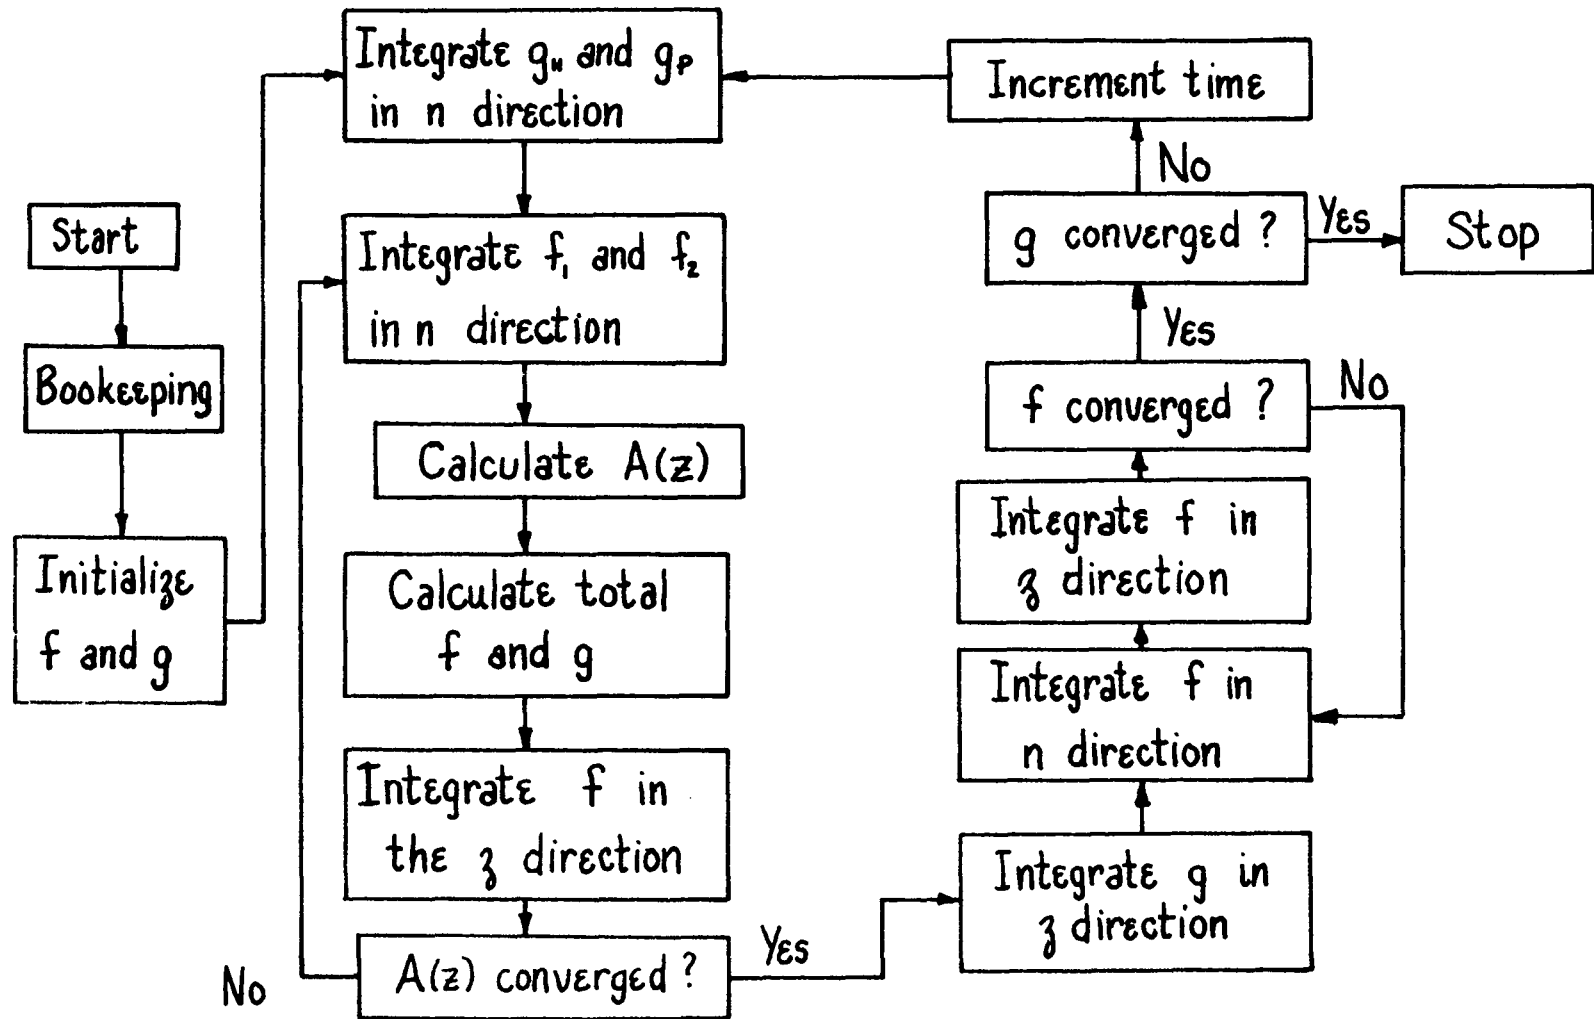 Start
Bookeeping
Initialize
f and g
Integrate g_H and g_P
in n direction
Integrate f₁ and f₂
in n direction
Calculate A(z)
Calculate total
f and g
Integrate f in
the z direction
A(z) converged ?
No
Yes
Integrate g in
z direction
Integrate f in
n direction
Integrate f in
z direction
f converged ?
No
Yes
g converged ?
Yes
Stop
No
Increment time